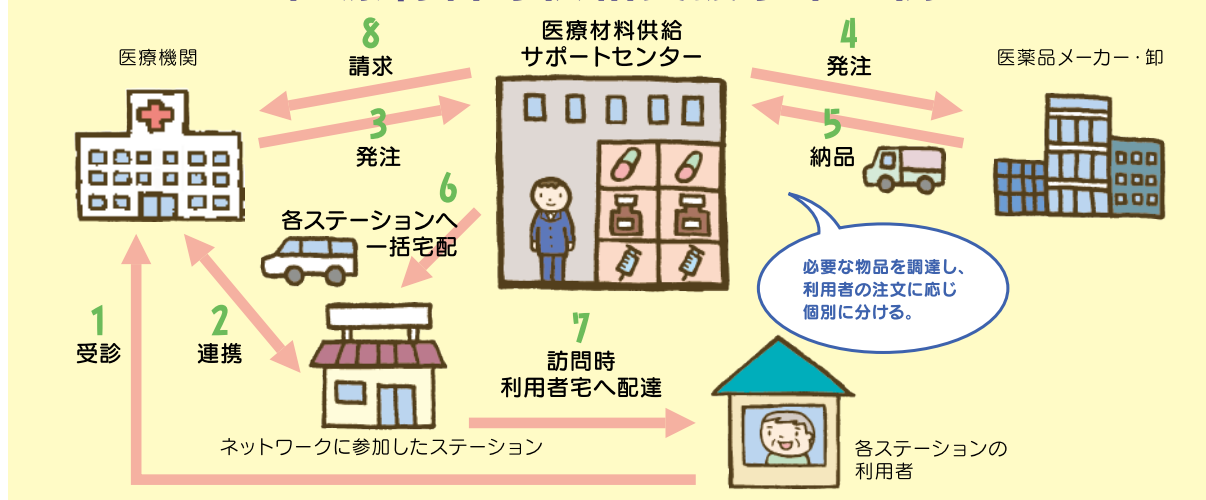 医療機関
8
請求
3
発注
医療材料供給
サポートセンター
4
発注
5
納品
医薬品メーカー・卸
6
各ステーションへ
一括宅配
必要な物品を調達し、
利用者の注文に応じ
個別に分ける。
1
受診
2
連携
7
訪問時
利用者宅へ配達
ネットワークに参加したステーション
各ステーションの
利用者